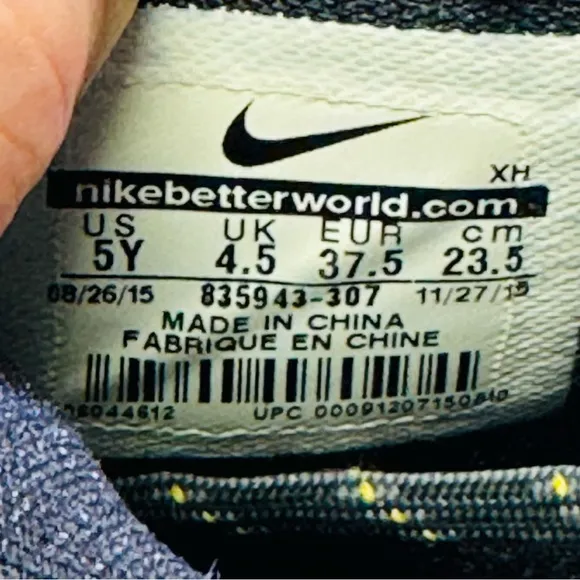 XH
nikebetterworld.com
US UK EUR cm
5Y 4.5 37.5 23.5
08/26/15 835943-307 11/27/15
MADE IN CHINA
FABRIQUE EN CHINE
UPC